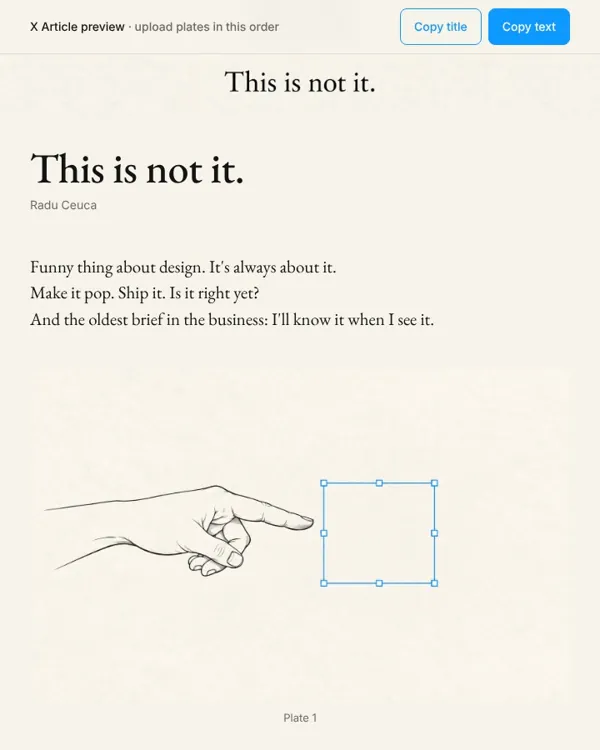 X Article preview · upload plates in this order
Copy title
Copy text
This is not it.
This is not it.
Radu Ceuca
Funny thing about design. It's always about it.
Make it pop. Ship it. Is it right yet?
And the oldest brief in the business: I'll know it when I see it.
Plate 1